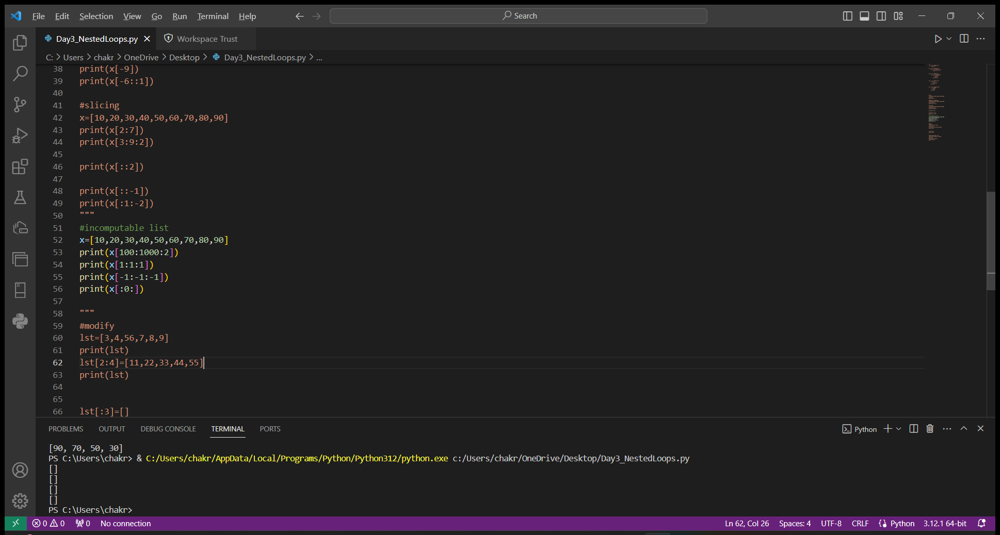 File Edit Selection View Go Run Terminal Help Search
Day3_NestedLoops.py Workspace Trust
C: > Users > chakr > OneDrive > Desktop > Day3_NestedLoops.py > ...
38 print(x[-9])
39 print(x[-6::1])
40
41 #slicing
42 x=[10,20,30,40,50,60,70,80,90]
43 print(x[2:7])
44 print(x[3:9:2])
45
46 print(x[::2])
47
48 print(x[::-1])
49 print(x[:1:-2])
50 """
51 #incomputable list
52 x=[10,20,30,40,50,60,70,80,90]
53 print(x[100:1000:2])
54 print(x[1:1:1])
55 print(x[-1:-1:-1])
56 print(x[:0:])
57
58 """
59 #modify
60 lst=[3,4,56,7,8,9]
61 print(lst)
62 lst[2:4]=[11,22,33,44,55]
63 print(lst)
64
65
66 lst[:3]=[]
PROBLEMS OUTPUT DEBUG CONSOLE TERMINAL PORTS Python
[90, 70, 50, 30]
PS C:\Users\chakr> & C:/Users/chakr/AppData/Local/Programs/Python/Python312/python.exe c:/Users/chakr/OneDrive/Desktop/Day3_NestedLoops.py
[]
[]
[]
[]
PS C:\Users\chakr>
0 0 0 No connection Ln 62, Col 26 Spaces: 4 UTF-8 CRLF Python 3.12.1 64-bit